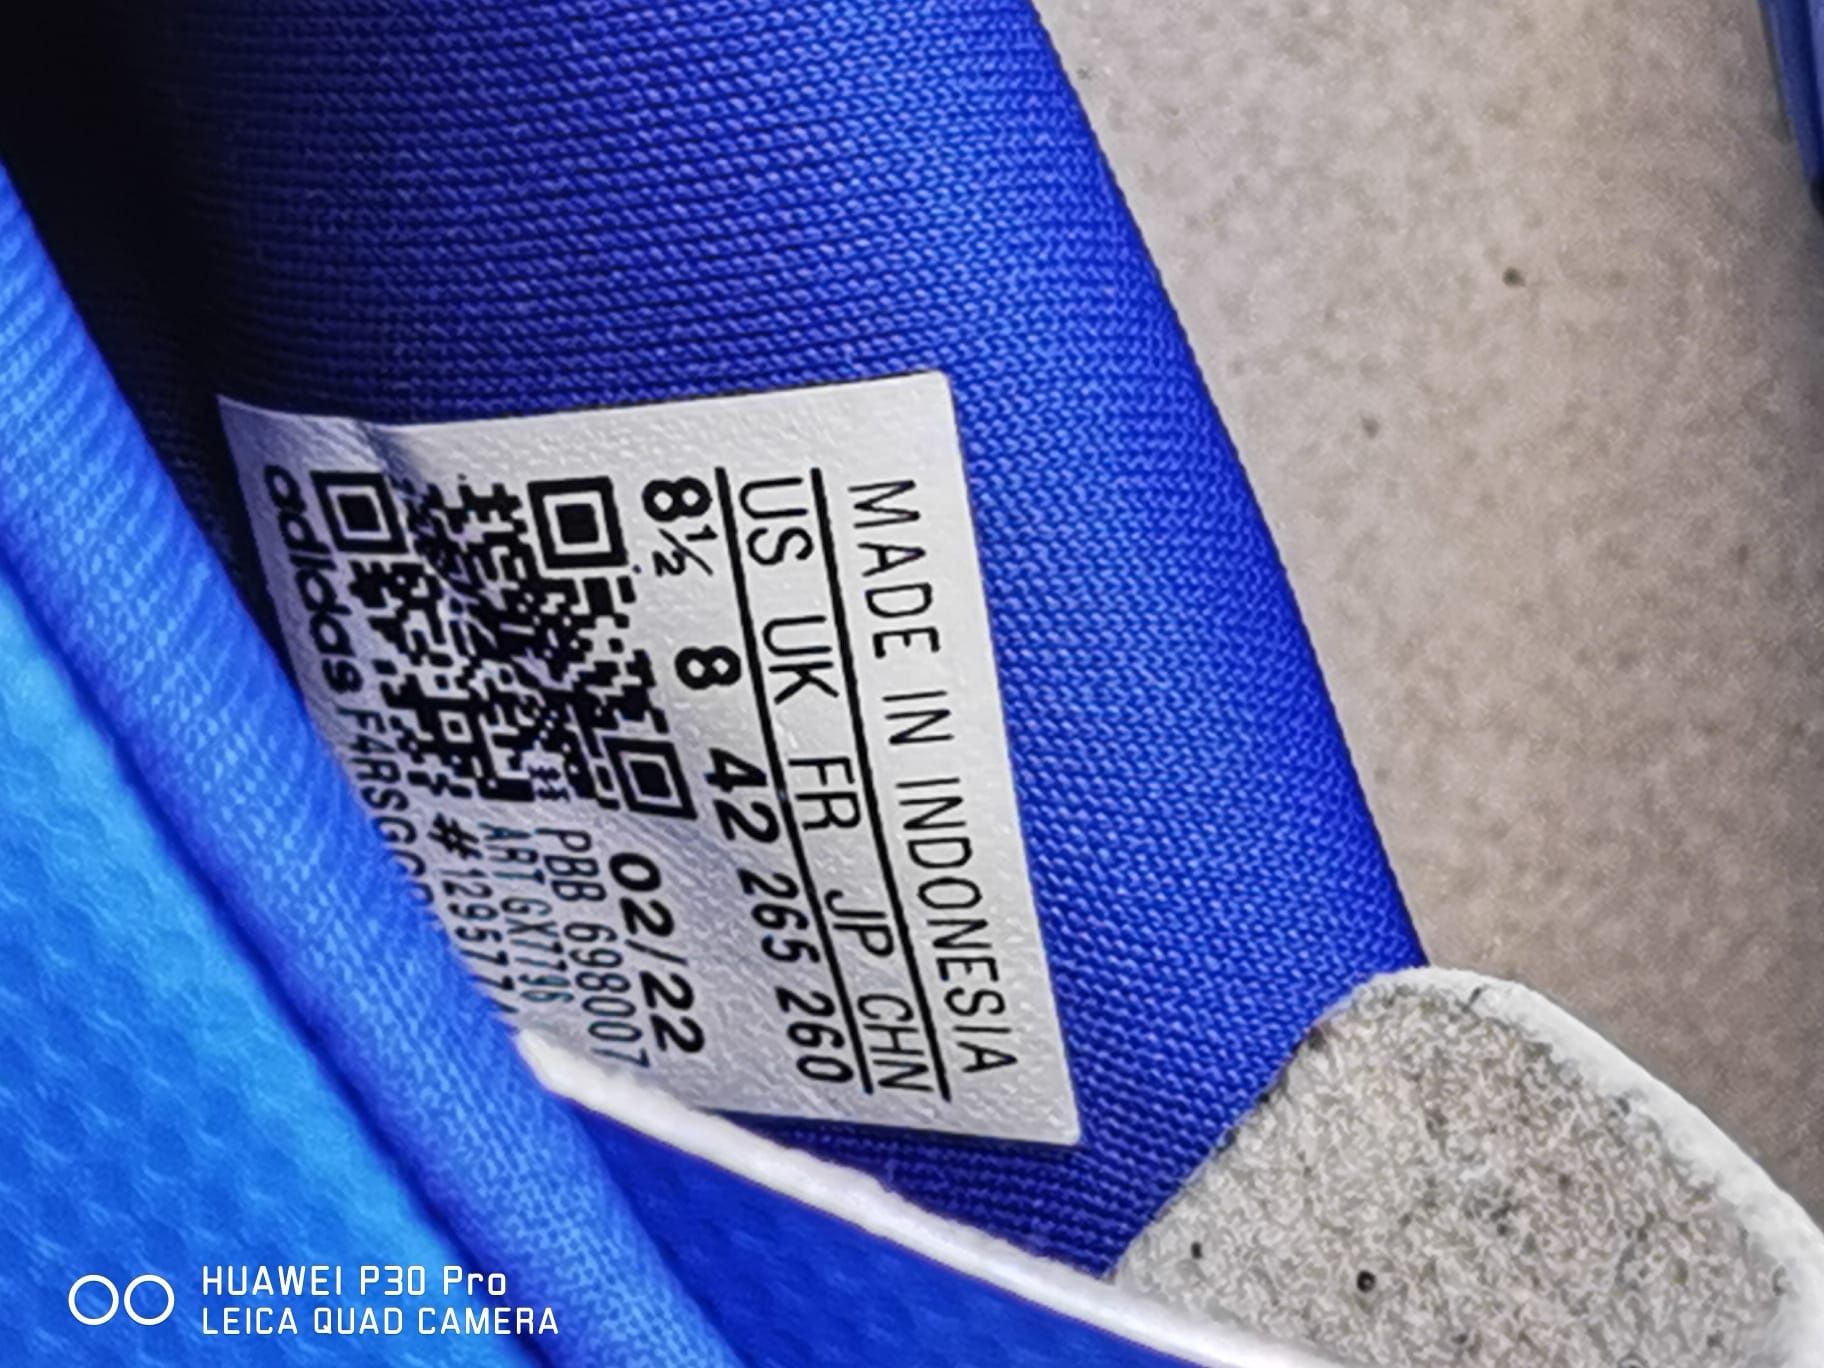 MADE IN INDONESIA
US UK FR JP CHN
8½ 8 42 265 260
02/22
PBB 698007
ART GX7796
adidas
HUAWEI P30 Pro
LEICA QUAD CAMERA